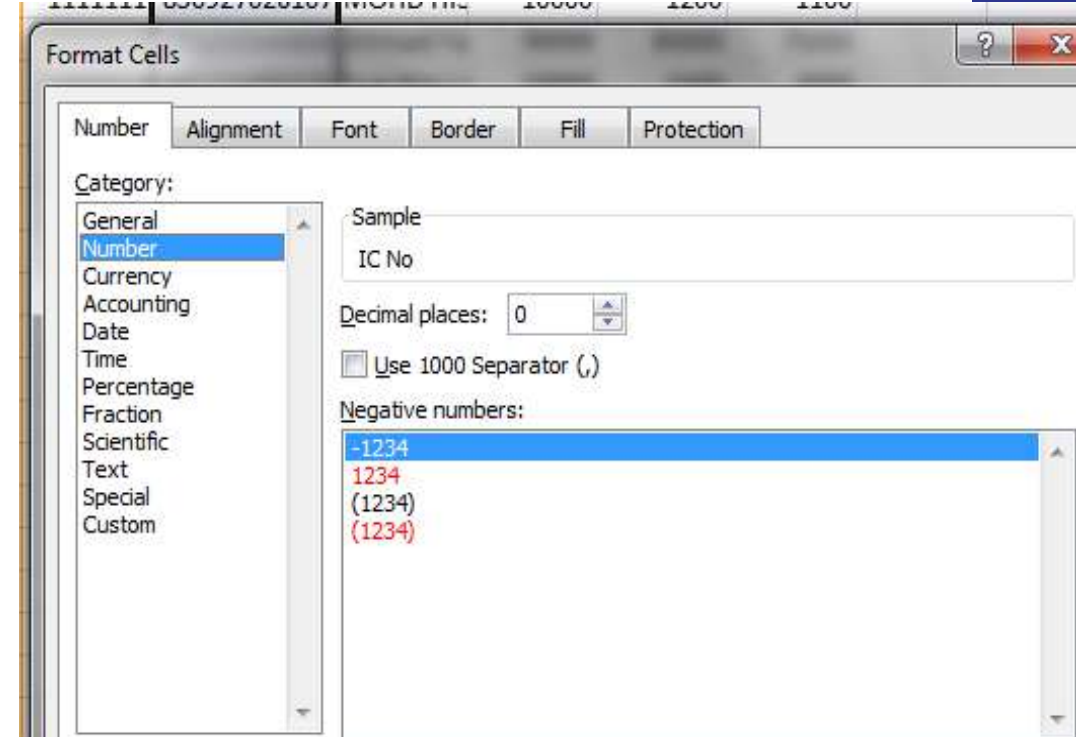 Format Cells
Number Alignment Font Border Fill Protection
Category:
General
Number
Currency
Accounting
Date
Time
Percentage
Fraction
Scientific
Text
Special
Custom
Sample
IC No
Decimal places: 0
Use 1000 Separator (,)
Negative numbers:
-1234
1234
(1234)
(1234)